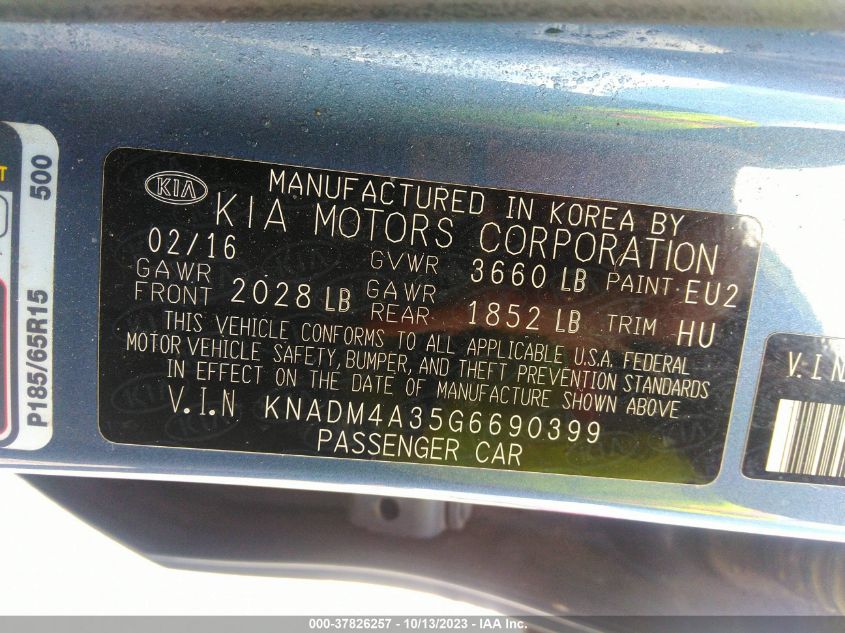 KIA
MANUFACTURED IN KOREA BY
KIA MOTORS CORPORATION
02/16 GVWR 3660 LB PAINT EU2
GAWR FRONT 2028 LB GAWR REAR 1852 LB TRIM HU
THIS VEHICLE CONFORMS TO ALL APPLICABLE U.S.A. FEDERAL
MOTOR VEHICLE SAFETY, BUMPER, AND THEFT PREVENTION STANDARDS
IN EFFECT ON THE DATE OF MANUFACTURE SHOWN ABOVE
V.I.N KNADM4A35G6690399
PASSENGER CAR
P185/65R15 500
V.I.N
000-37826257 - 10/13/2023 - IAA Inc.